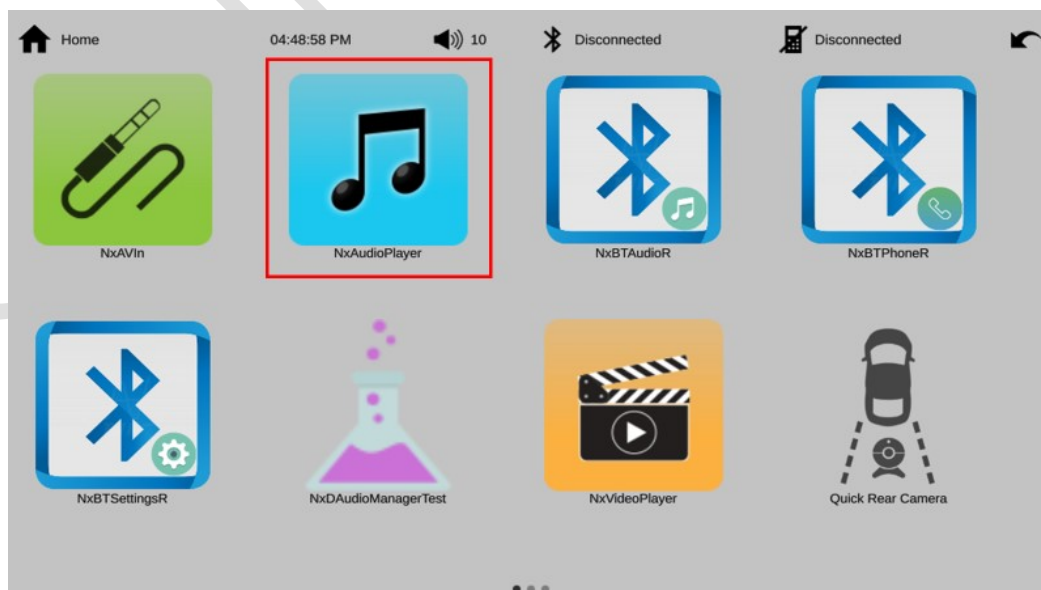 Home 04:48:58 PM 10 Disconnected Disconnected
NxAVIn NxAudioPlayer NxBTAudioR NxBTPhoneR
NxBTSettingsR NxDAudioManagerTest NxVideoPlayer Quick Rear Camera